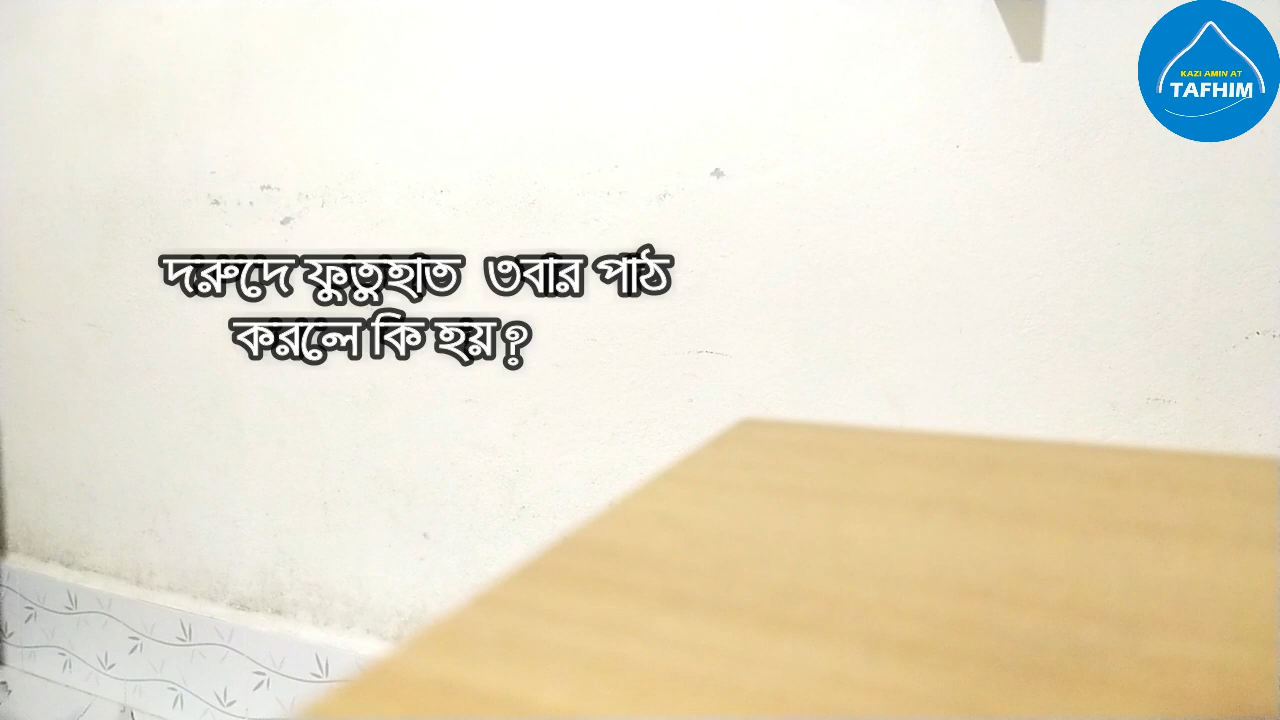 KAZI AMIN AT
TAFHIM
দরুদে ফুতুহাত ৩বার পাঠ
করলে কি হয়?